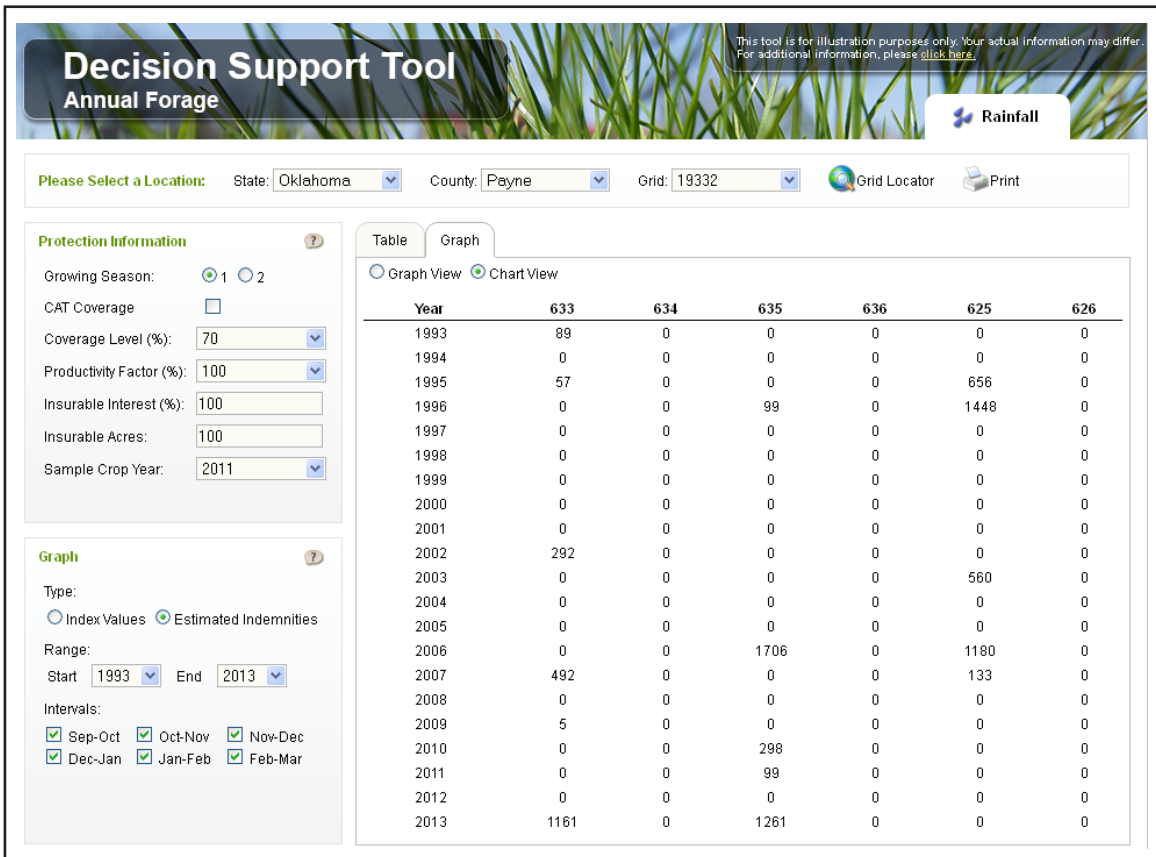 Decision Support Tool
Annual Forage
This tool is for illustration purposes only. Your actual information may differ.
For additional information, please click here.
Rainfall
Please Select a Location: State: Oklahoma County: Payne Grid: 19332 Grid Locator Print
Protection Information ?
Growing Season: 1 2
CAT Coverage
Coverage Level (%): 70
Productivity Factor (%): 100
Insurable Interest (%): 100
Insurable Acres: 100
Sample Crop Year: 2011
Graph ?
Type:
Index Values Estimated Indemnities
Range:
Start 1993 End 2013
Intervals:
Sep-Oct Oct-Nov Nov-Dec
Dec-Jan Jan-Feb Feb-Mar
Table Graph
Graph View Chart View
Year 633 634 635 636 625 626
1993 89 0 0 0 0 0
1994 0 0 0 0 0 0
1995 57 0 0 0 656 0
1996 0 0 99 0 1448 0
1997 0 0 0 0 0 0
1998 0 0 0 0 0 0
1999 0 0 0 0 0 0
2000 0 0 0 0 0 0
2001 0 0 0 0 0 0
2002 292 0 0 0 0 0
2003 0 0 0 0 560 0
2004 0 0 0 0 0 0
2005 0 0 0 0 0 0
2006 0 0 1706 0 1180 0
2007 492 0 0 0 133 0
2008 0 0 0 0 0 0
2009 5 0 0 0 0 0
2010 0 0 298 0 0 0
2011 0 0 99 0 0 0
2012 0 0 0 0 0 0
2013 1161 0 1261 0 0 0